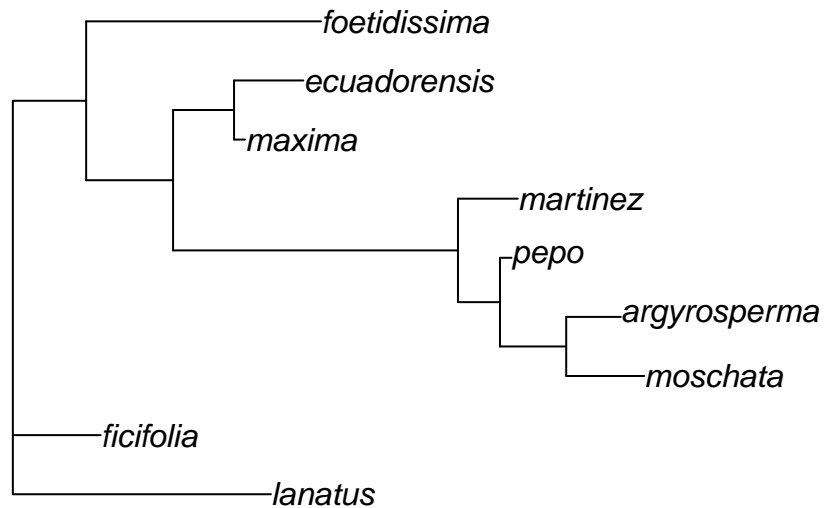 foetidissima
ecuadorensis
maxima
martinez
pepo
argyrosperma
moschata
ficifolia
lanatus